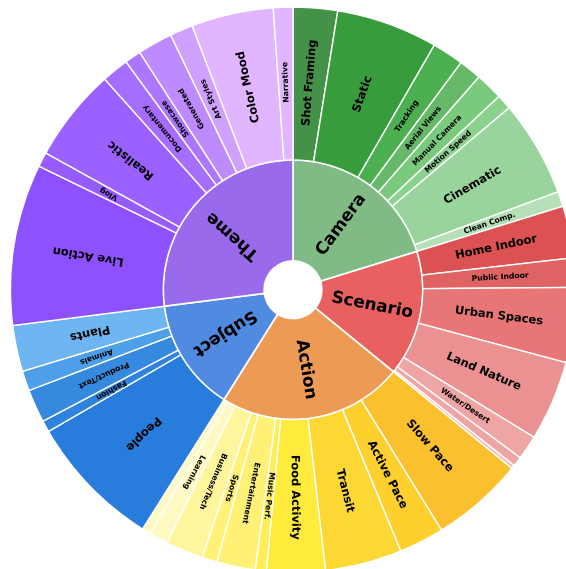 Camera
Shot Framing
Static
Tracking
Aerial Views
Manual Camera
Motion Speed
Cinematic
Clean Comp.
Scenario
Home Indoor
Public Indoor
Urban Spaces
Land Nature
Water/Desert
Action
Slow Pace
Active Pace
Transit
Food Activity
Music Perf.
Entertainment
Sports
Business/Tech
Learning
Subject
People
Fashion
Product/Text
Animals
Plants
Theme
Live Action
Vlog
Realistic
Documentary
Showcase
Generated
Art Styles
Color Mood
Narrative